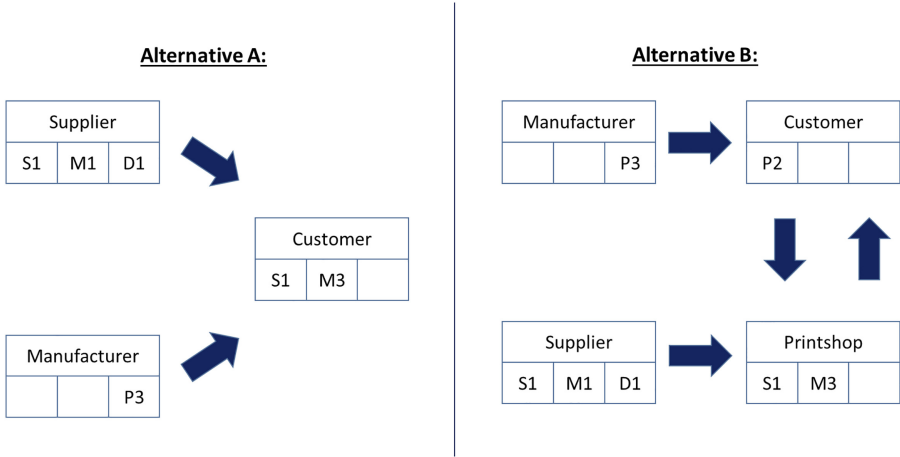 Alternative A:
Supplier
S1 M1 D1
Customer
S1 M3
Manufacturer
P3
Alternative B:
Manufacturer
P3
Customer
P2
Supplier
S1 M1 D1
Printshop
S1 M3